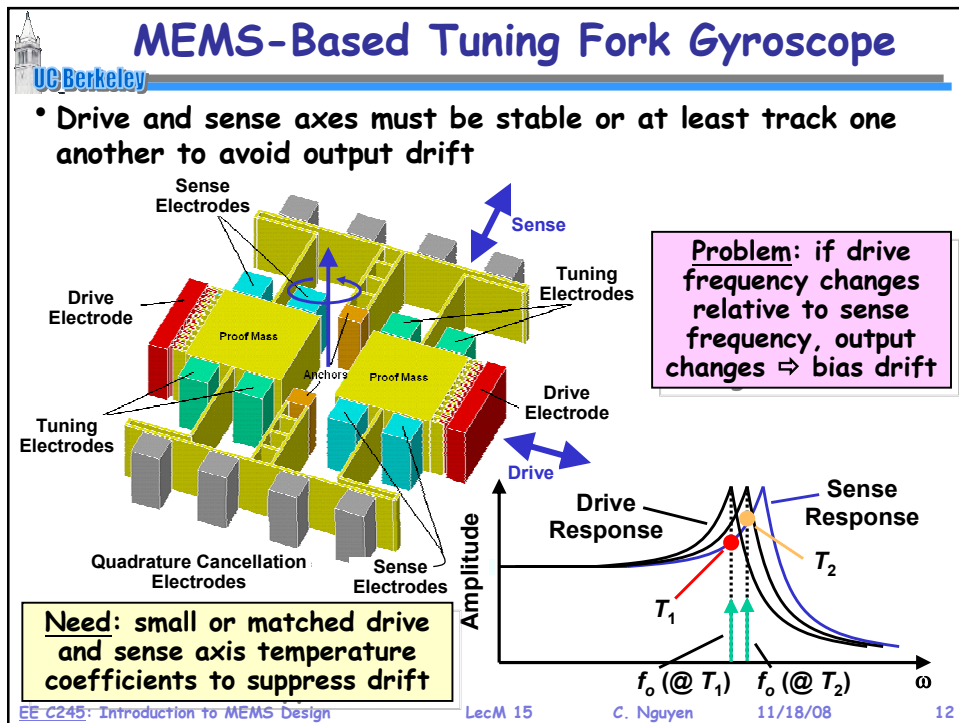 MEMS-Based Tuning Fork Gyroscope
UC Berkeley
• Drive and sense axes must be stable or at least track one
another to avoid output drift
Sense
Electrodes
Sense
Drive
Electrode
Tuning
Electrodes
Proof Mass
Anchors
Proof Mass
Problem: if drive
frequency changes
relative to sense
frequency, output
changes ⇨ bias drift
Drive
Electrode
Tuning
Electrodes
Drive
Quadrature Cancellation
Electrodes
Sense
Electrodes
Amplitude
Drive
Response
Sense
Response
T2
T1
fo (@ T1)
fo (@ T2)
ω
Need: small or matched drive
and sense axis temperature
coefficients to suppress drift
EE C245: Introduction to MEMS Design LecM 15 C. Nguyen 11/18/08 12